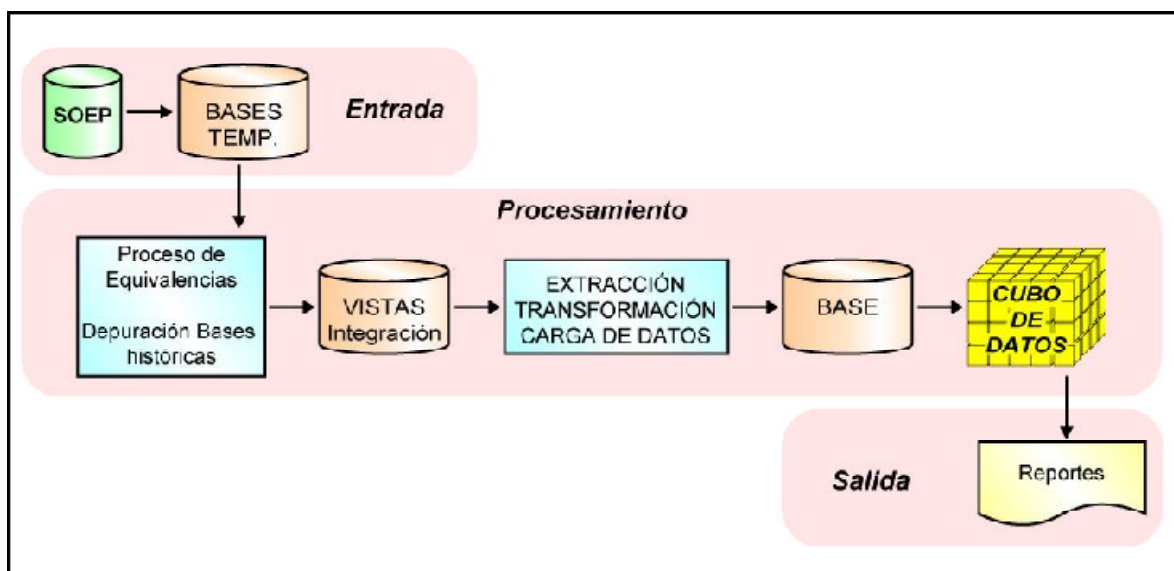 SOEP
BASES
TEMP.
Entrada
Procesamiento
Proceso de
Equivalencias
Depuración Bases
históricas
VISTAS
Integración
EXTRACCIÓN
TRANSFORMACIÓN
CARGA DE DATOS
BASE
CUBO
DE
DATOS
Salida
Reportes